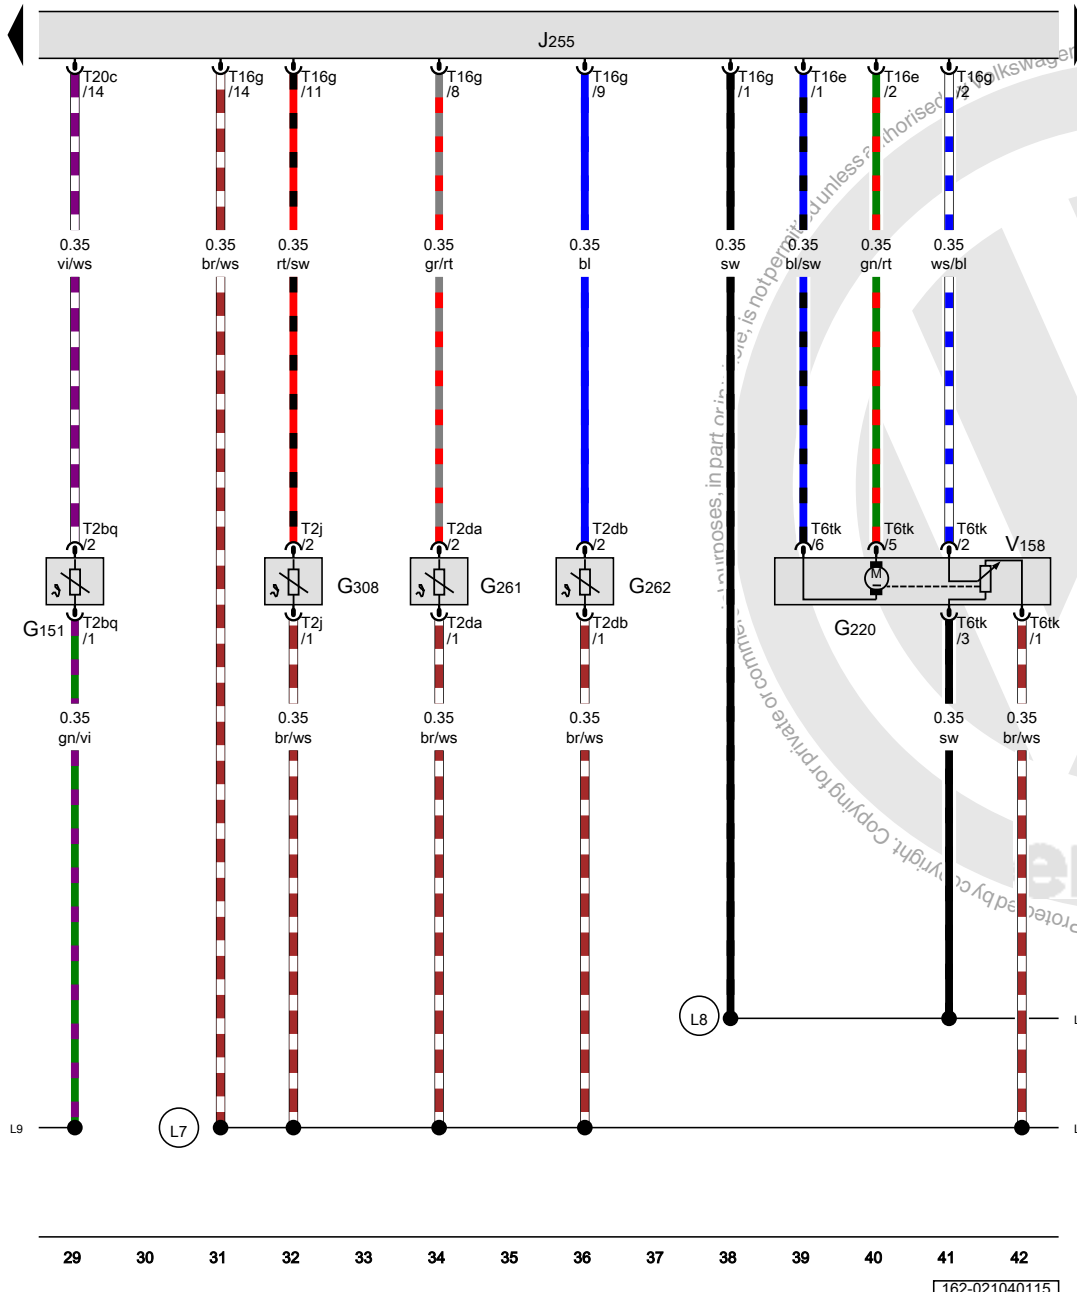 J255
T20c
/14
T16g
/14
T16g
/11
T16g
/8
T16g
/9
T16g
/1
T16e
/1
T16e
/2
T16g
/2
0.35
vi/ws
0.35
br/ws
0.35
rt/sw
0.35
gr/rt
0.35
bl
0.35
sw
0.35
bl/sw
0.35
gn/rt
0.35
ws/bl
T2bq
/2
T2j
/2
T2da
/2
T2db
/2
T6tk
/6
T6tk
/5
T6tk
/2
V158
M
G308
G261
G262
G151
T2bq
/1
T2j
/1
T2da
/1
T2db
/1
G220
T6tk
/3
T6tk
/1
0.35
gn/vi
0.35
br/ws
0.35
br/ws
0.35
br/ws
0.35
sw
0.35
br/ws
L8
L9
L7
29 30 31 32 33 34 35 36 37 38 39 40 41 42
162-021040115